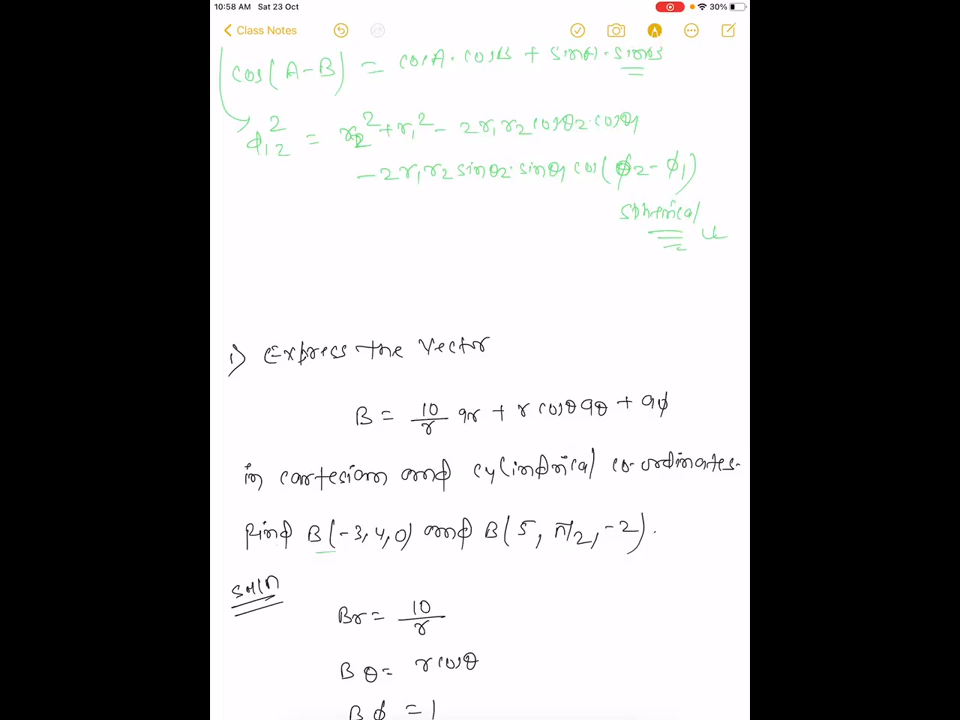 10:58 AM Sat 23 Oct 30%
Class Notes
cos(A-B) = cosA.cosB + sinA.sinB
ϕ12² = r2² + r1² - 2r1r2 cosθ2.cosθ1
-2r1r2 sinθ2.sinθ1 cos(ϕ2-ϕ1)
spherical
1) Express the vector
B = 10/r ar + r cosθ aθ + aϕ
in cartesian and cylindrical co-ordinates.
Find B(-3,4,0) and B(5, π/2, -2).
Soln
Br = 10/r
Bθ = r cosθ
Bϕ = 1